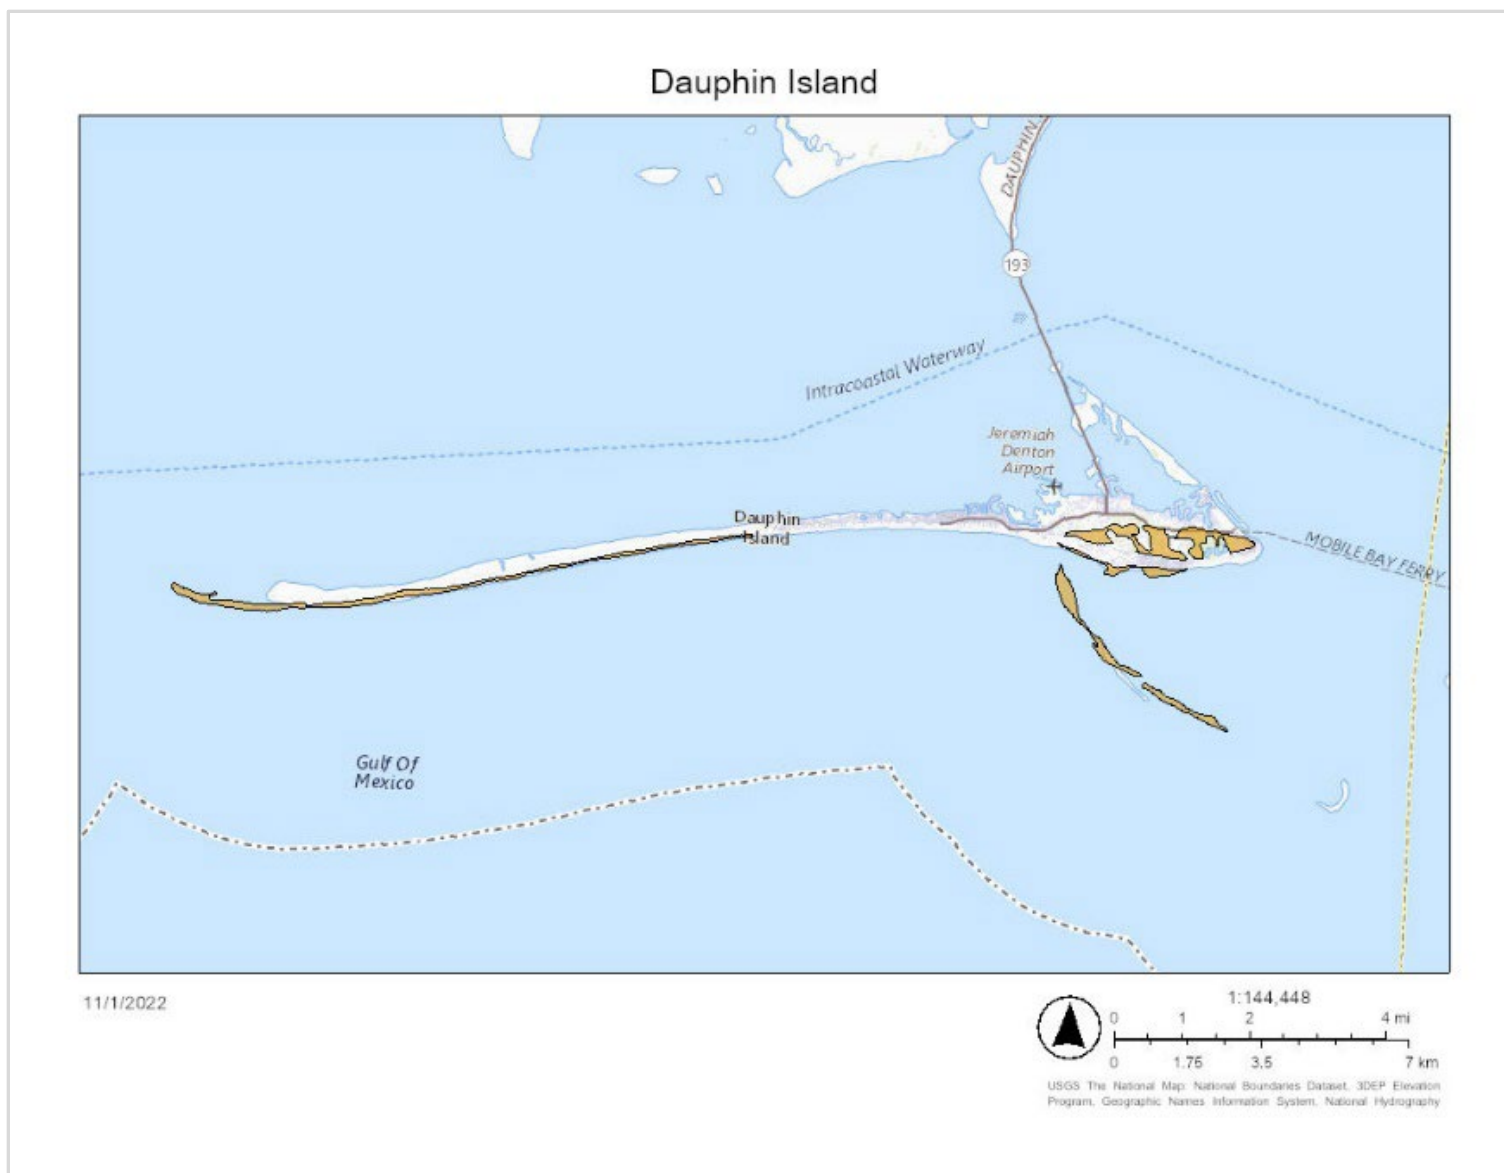 Dauphin Island
DAUPHIN
193
Intracoastal Waterway
Jeremiah
Denton
Airport
Dauphin
Island
MOBILE BAY FERRY
Gulf Of
Mexico
11/1/2022
1:144,448
0 1 2 4 mi
0 1.75 3.5 7 km
USGS The National Map: National Boundaries Dataset, 3DEP Elevation
Program, Geographic Names Information System, National Hydrography